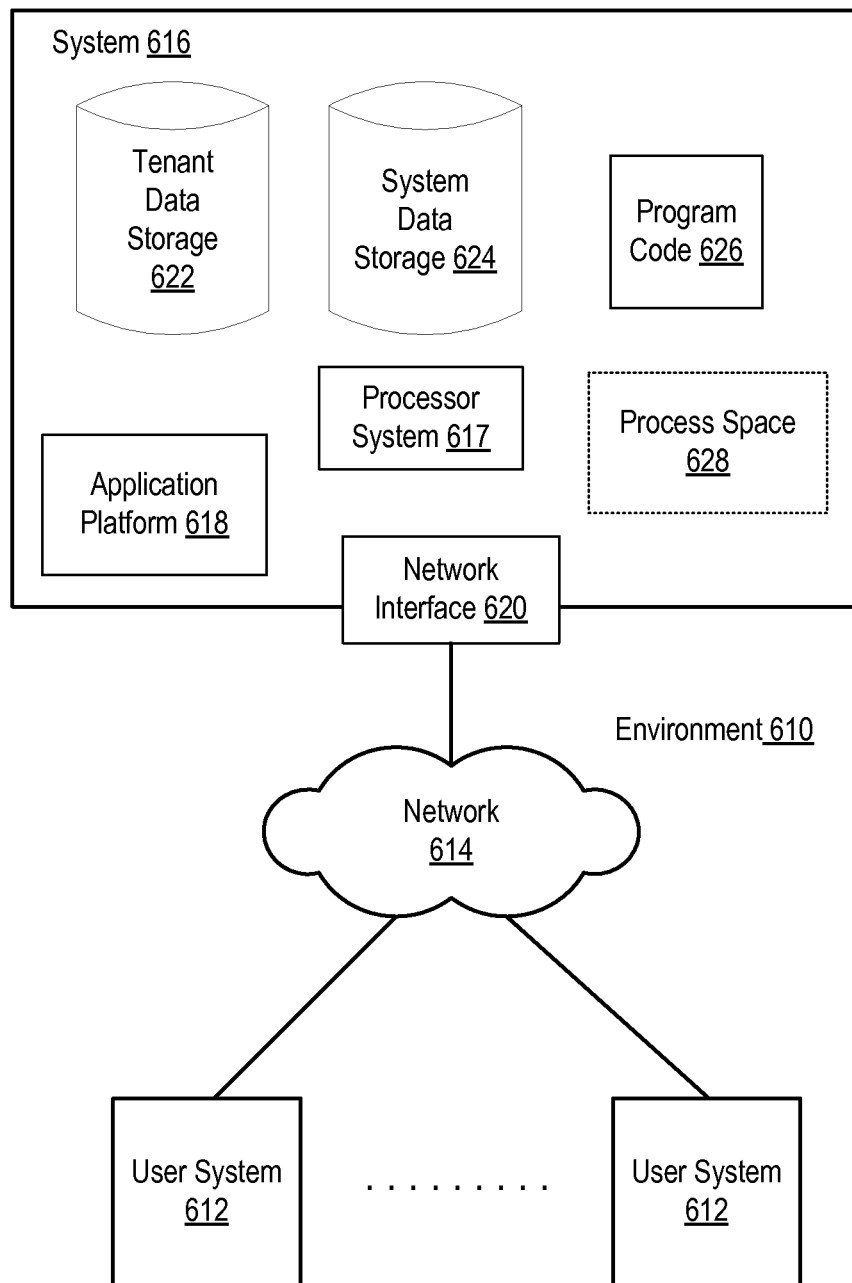 System 616
Tenant
Data
Storage
622
System
Data
Storage 624
Program
Code 626
Processor
System 617
Process Space
628
Application
Platform 618
Network
Interface 620
Environment 610
Network
614
User System
612
. . . . . . . . .
User System
612